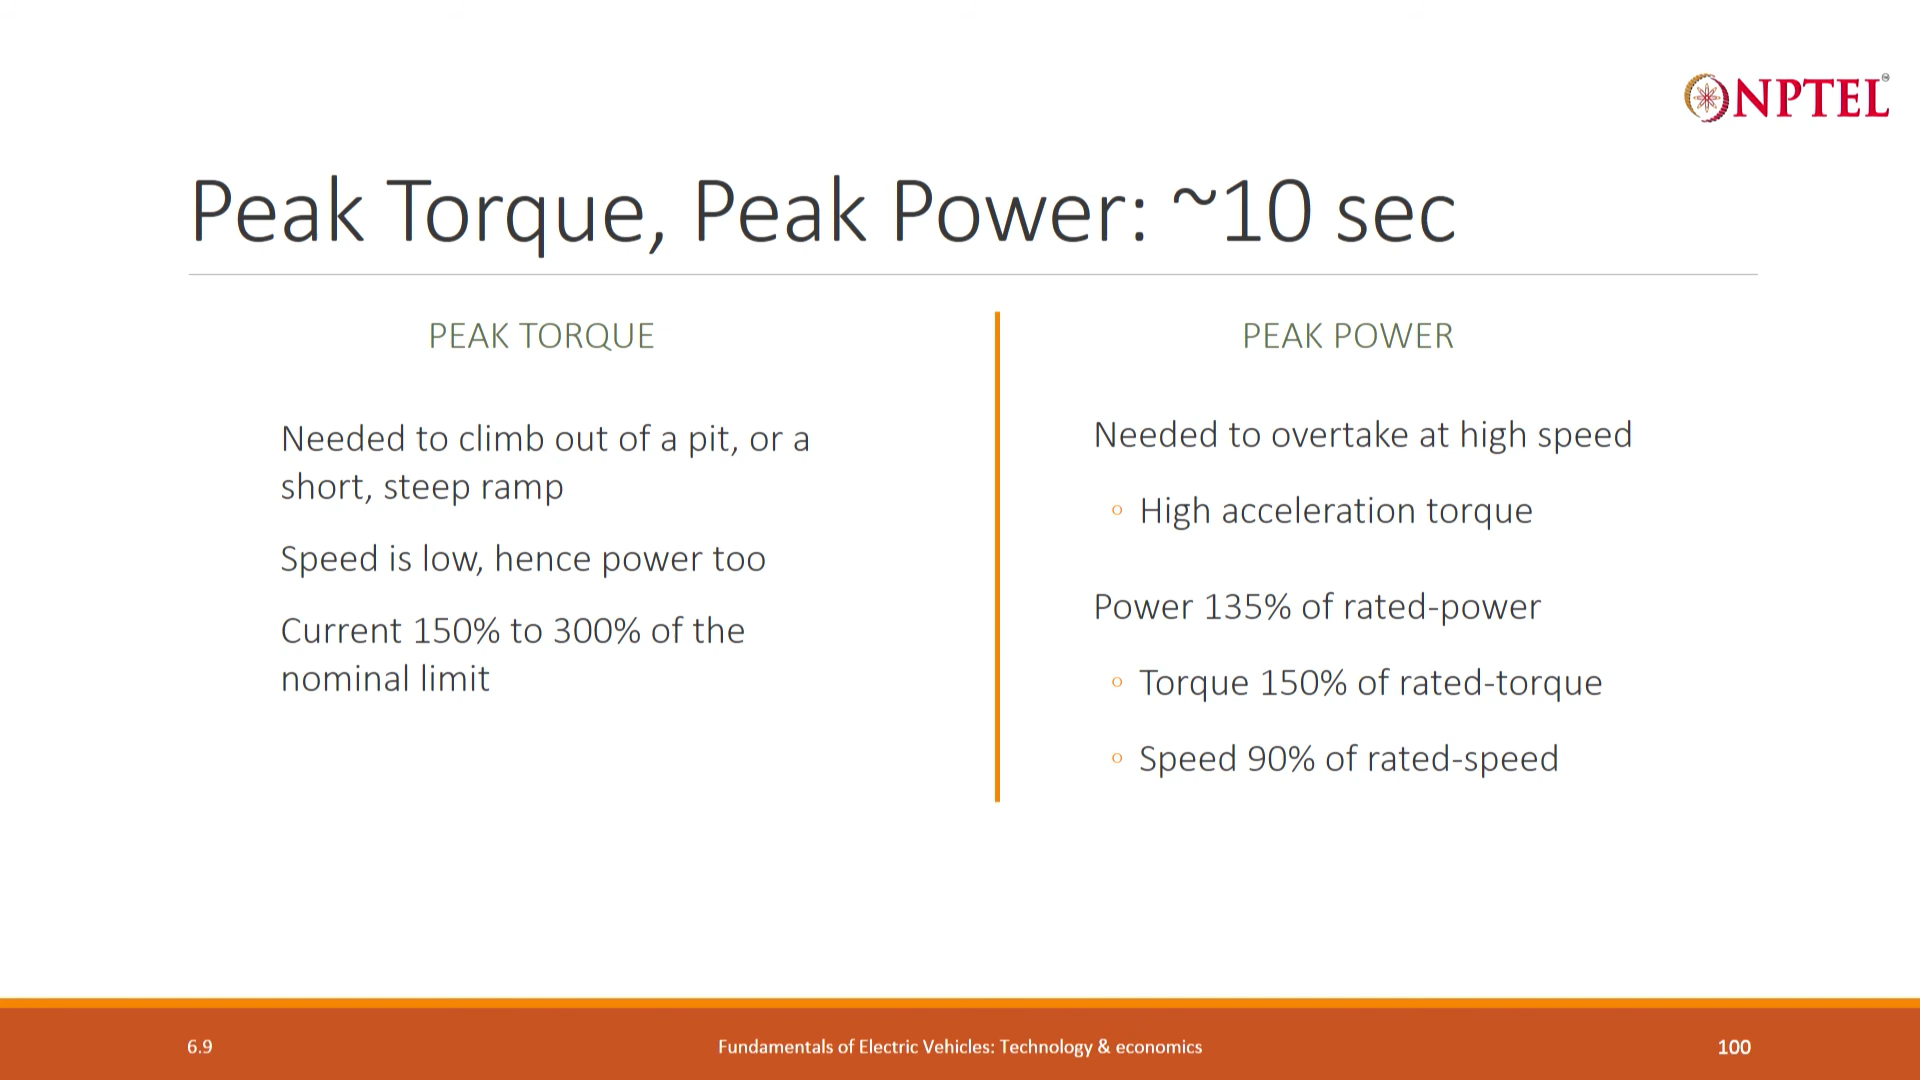 NPTEL
Peak Torque, Peak Power: ~10 sec
PEAK TORQUE
Needed to climb out of a pit, or a
short, steep ramp
Speed is low, hence power too
Current 150% to 300% of the
nominal limit
PEAK POWER
Needed to overtake at high speed
◦ High acceleration torque
Power 135% of rated-power
◦ Torque 150% of rated-torque
◦ Speed 90% of rated-speed
6.9
Fundamentals of Electric Vehicles: Technology & economics
100